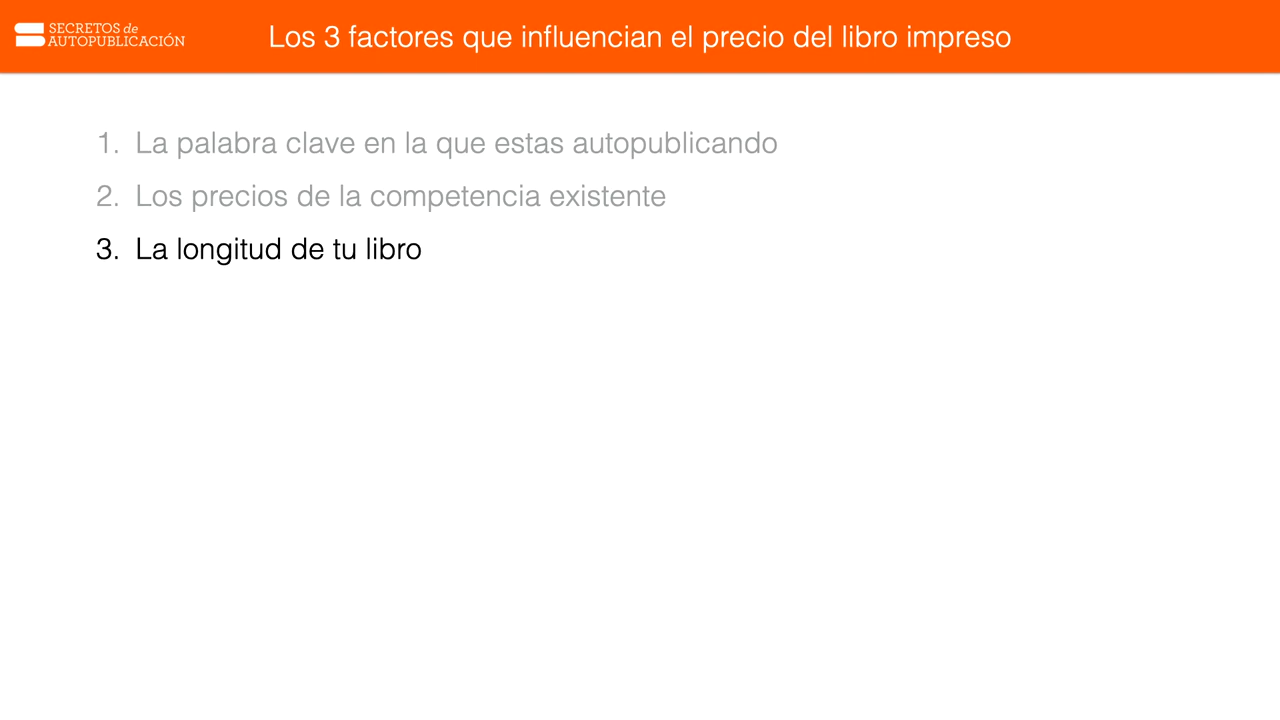 SECRETOS de
AUTOPUBLICACIÓN
Los 3 factores que influencian el precio del libro impreso
1. La palabra clave en la que estas autopublicando
2. Los precios de la competencia existente
3. La longitud de tu libro